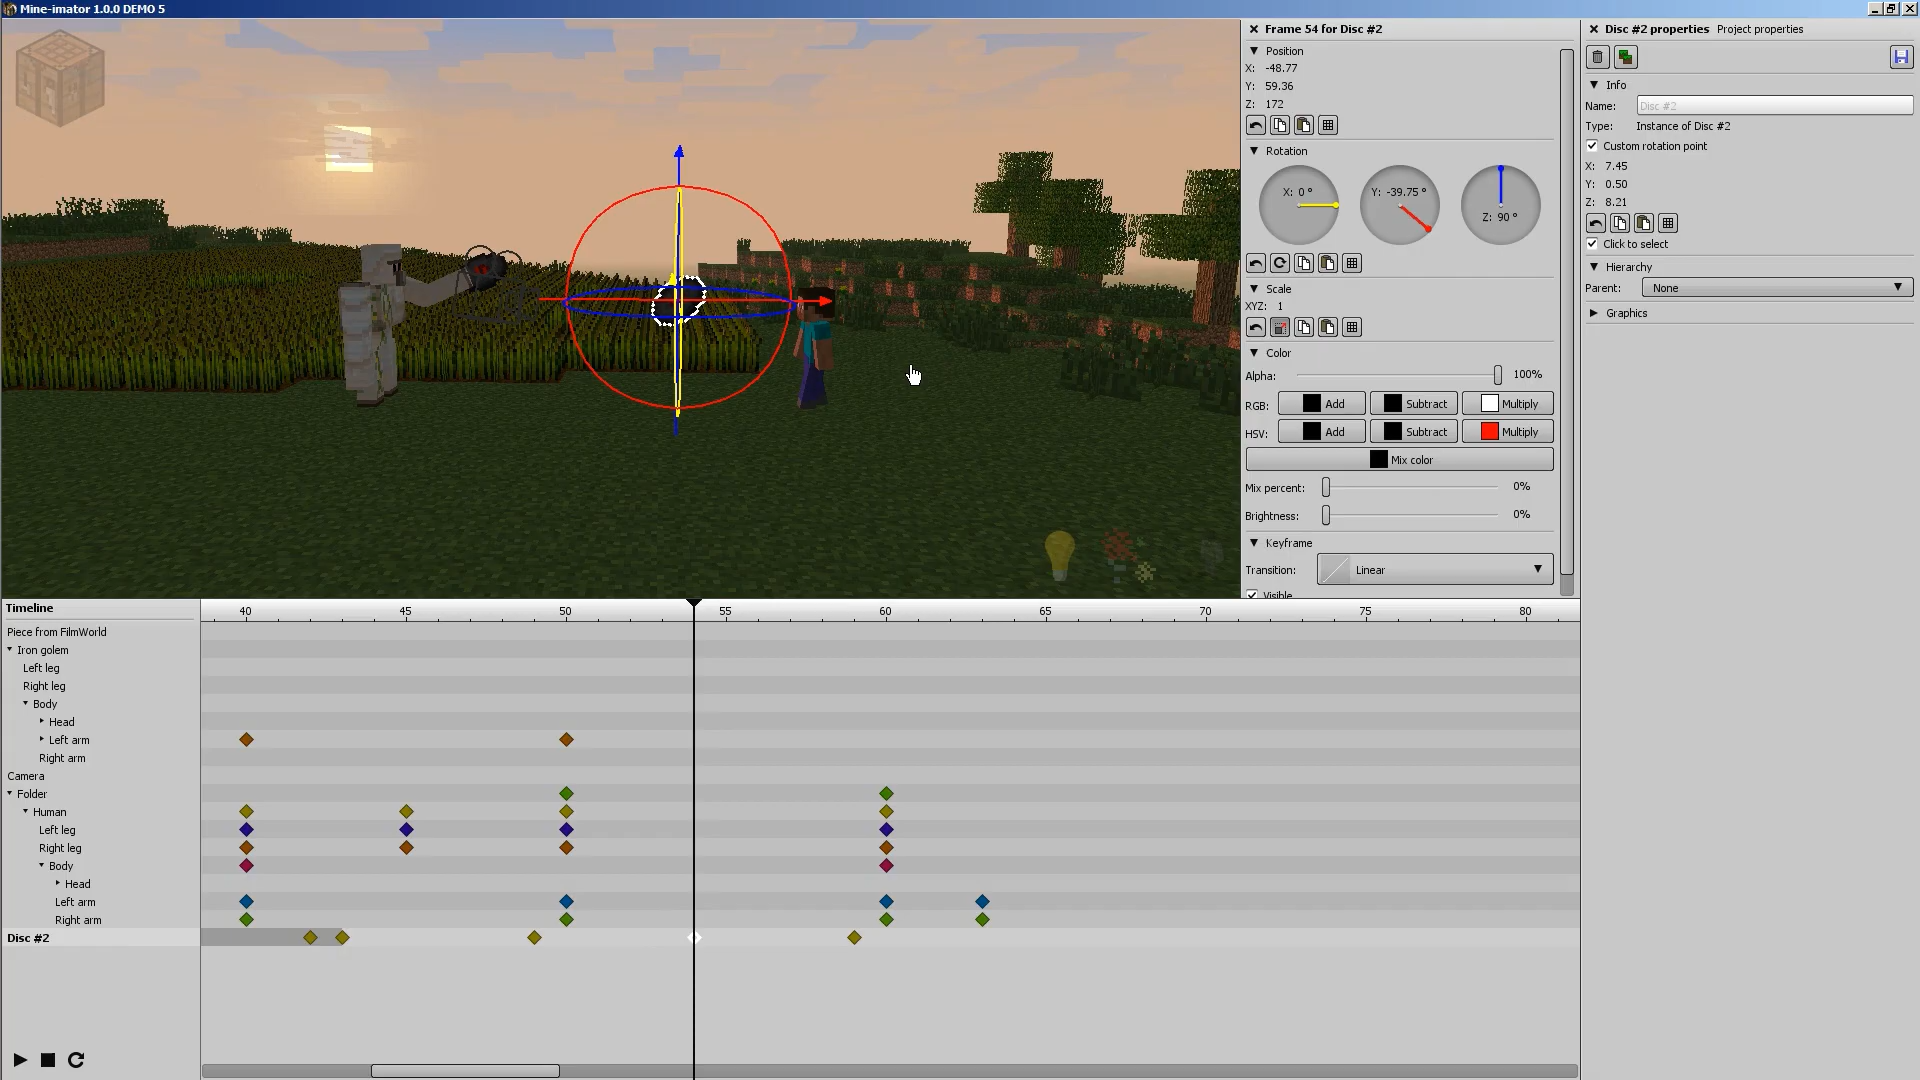 Mine-imator 1.0.0 DEMO 5
Frame 54 for Disc #2
Position
X: -48.77
Y: 59.36
Z: 172
Rotation
X: 0 °
Y: -39.75 °
Z: 90 °
Scale
XYZ: 1
Color
Alpha: 100%
RGB: Add Subtract Multiply
HSV: Add Subtract Multiply
Mix color
Mix percent: 0%
Brightness: 0%
Keyframe
Transition: Linear
Visible
Disc #2 properties Project properties
Info
Name: Disc #2
Type: Instance of Disc #2
Custom rotation point
X: 7.45
Y: 0.50
Z: 8.21
Click to select
Hierarchy
Parent: None
Graphics
Timeline
40 45 50 55 60 65 70 75 80
Piece from FilmWorld
Iron golem
Left leg
Right leg
Body
Head
Left arm
Right arm
Camera
Folder
Human
Left leg
Right leg
Body
Head
Left arm
Right arm
Disc #2